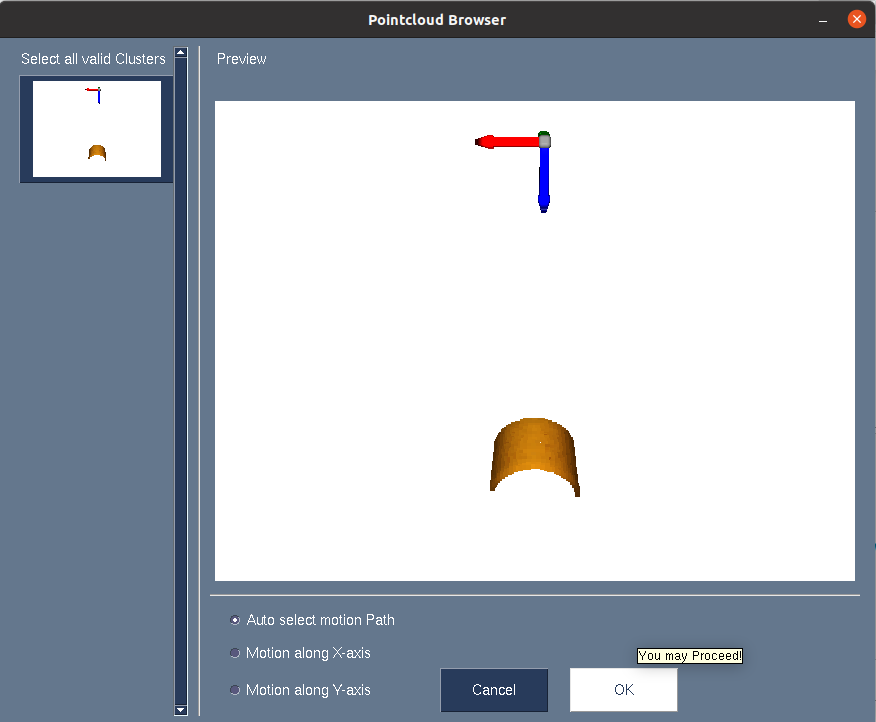 Pointcloud Browser
Select all valid Clusters
Preview
Auto select motion Path
Motion along X-axis
You may Proceed!
Motion along Y-axis
Cancel
OK